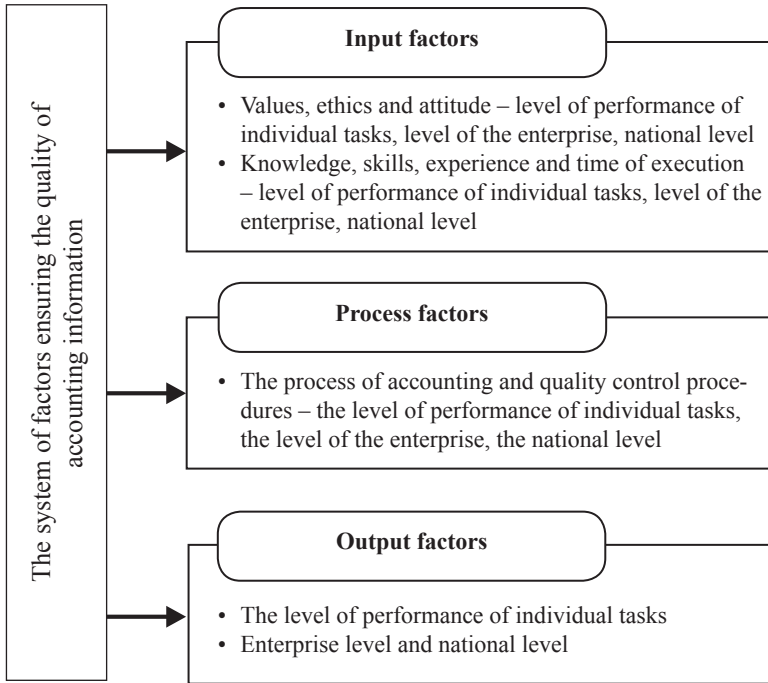 The system of factors ensuring the quality of
accounting information
Input factors
• Values, ethics and attitude – level of performance of
individual tasks, level of the enterprise, national level
• Knowledge, skills, experience and time of execution
– level of performance of individual tasks, level of the
enterprise, national level
Process factors
• The process of accounting and quality control proce-
dures – the level of performance of individual tasks,
the level of the enterprise, the national level
Output factors
• The level of performance of individual tasks
• Enterprise level and national level